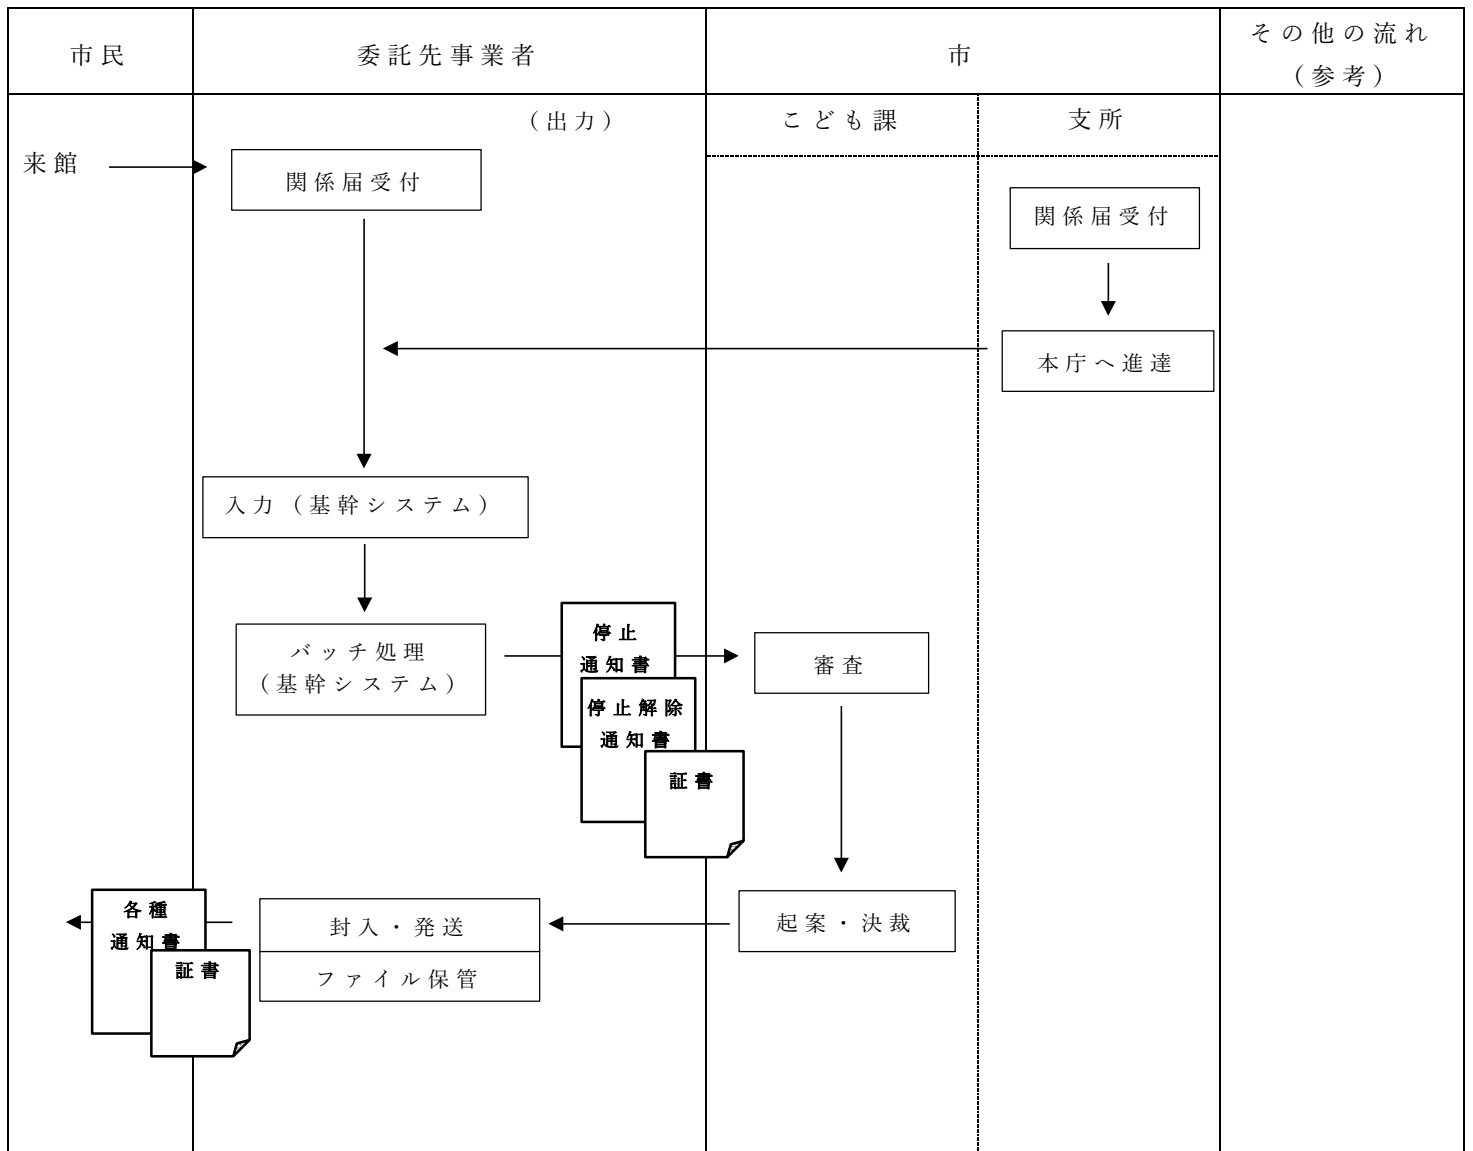 市民
委託先事業者
市
その他の流れ
（参考）
（出力）
こども課
支所
来館
関係届受付
関係届受付
本庁へ進達
入力（基幹システム）
バッチ処理
（基幹システム）
停止
通知書
停止解除
通知書
証書
審査
各種
通知書
証書
封入・発送
ファイル保管
起案・決裁